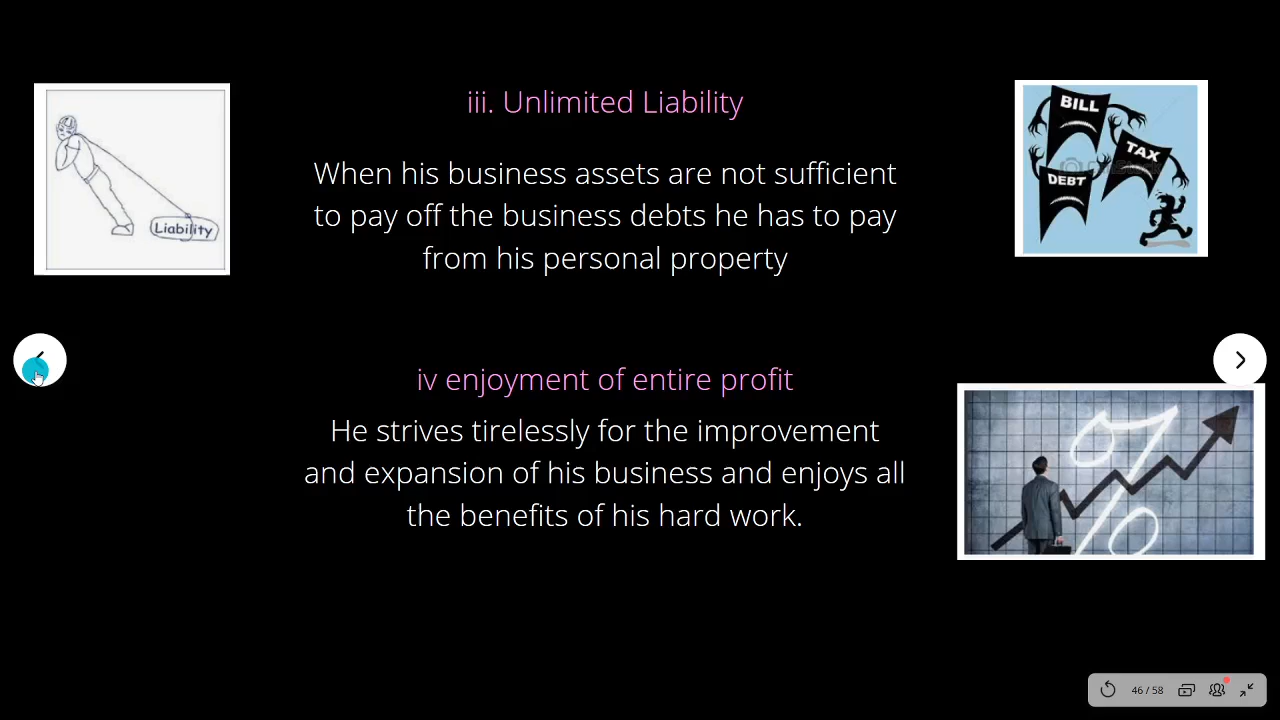 iii. Unlimited Liability
When his business assets are not sufficient
to pay off the business debts he has to pay
from his personal property
Liability
BILL
TAX
DEBT
iv enjoyment of entire profit
He strives tirelessly for the improvement
and expansion of his business and enjoys all
the benefits of his hard work.
%
46 / 58